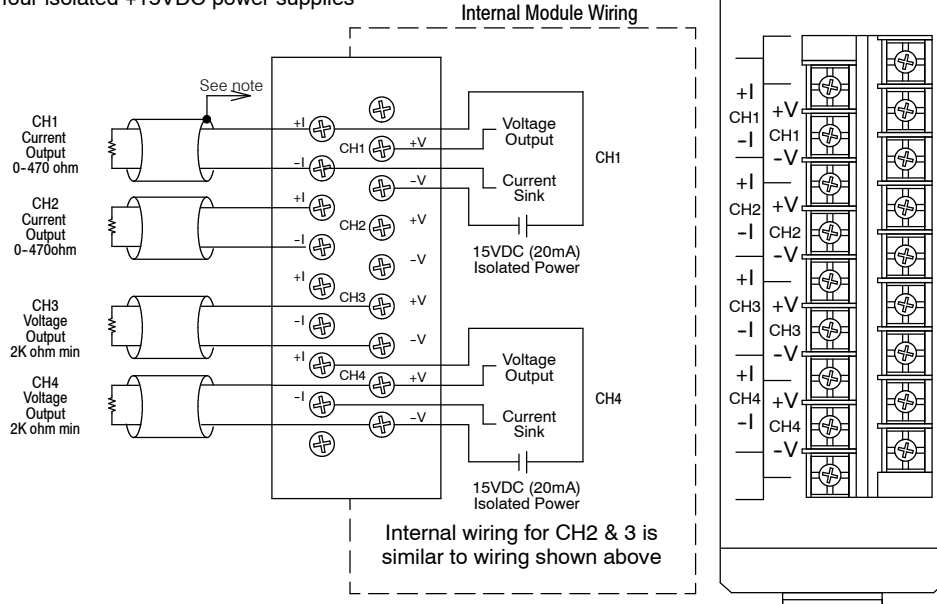 four isolated +15VDC power supplies
Internal Module Wiring
See note
CH1
Current
Output
0-470 ohm
CH2
Current
Output
0-470ohm
CH3
Voltage
Output
2K ohm min
CH4
Voltage
Output
2K ohm min
+I
CH1
+V
-I
-V
+I
CH2
+V
-I
-V
+I
CH3
+V
-I
-V
+I
CH4
+V
-I
-V
Voltage
Output
CH1
Current
Sink
15VDC (20mA)
Isolated Power
Voltage
Output
CH4
Current
Sink
15VDC (20mA)
Isolated Power
Internal wiring for CH2 & 3 is
similar to wiring shown above
+I
CH1
-I
+V
CH1
-V
+I
CH2
-I
+V
CH2
-V
+I
CH3
-I
+V
CH3
-V
+I
CH4
-I
+V
CH4
-V